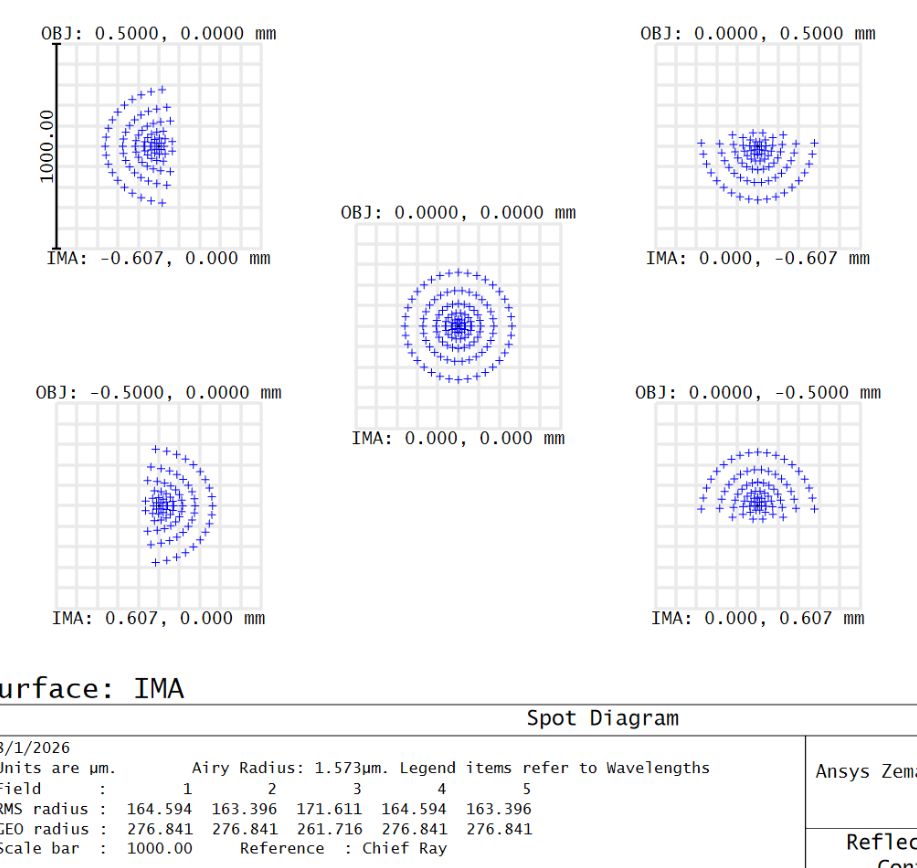 OBJ: 0.5000, 0.0000 mm
OBJ: 0.0000, 0.5000 mm
1000.00
IMA: -0.607, 0.000 mm
IMA: 0.000, -0.607 mm
OBJ: 0.0000, 0.0000 mm
IMA: 0.000, 0.000 mm
OBJ: -0.5000, 0.0000 mm
OBJ: 0.0000, -0.5000 mm
IMA: 0.607, 0.000 mm
IMA: 0.000, 0.607 mm
urface: IMA
Spot Diagram
/1/2026
Units are µm. Airy Radius: 1.573µm. Legend items refer to Wavelengths
Field : 1 2 3 4 5
RMS radius : 164.594 163.396 171.611 164.594 163.396
GEO radius : 276.841 276.841 261.716 276.841 276.841
Scale bar : 1000.00 Reference : Chief Ray
Ansys Zema
Reflec